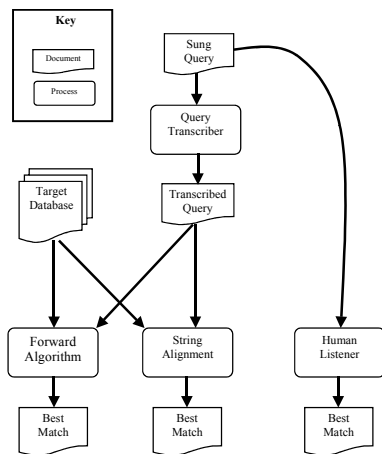 Key
Document
Process
Sung
Query
Query
Transcriber
Target
Database
Transcribed
Query
Forward
Algorithm
String
Alignment
Human
Listener
Best
Match
Best
Match
Best
Match